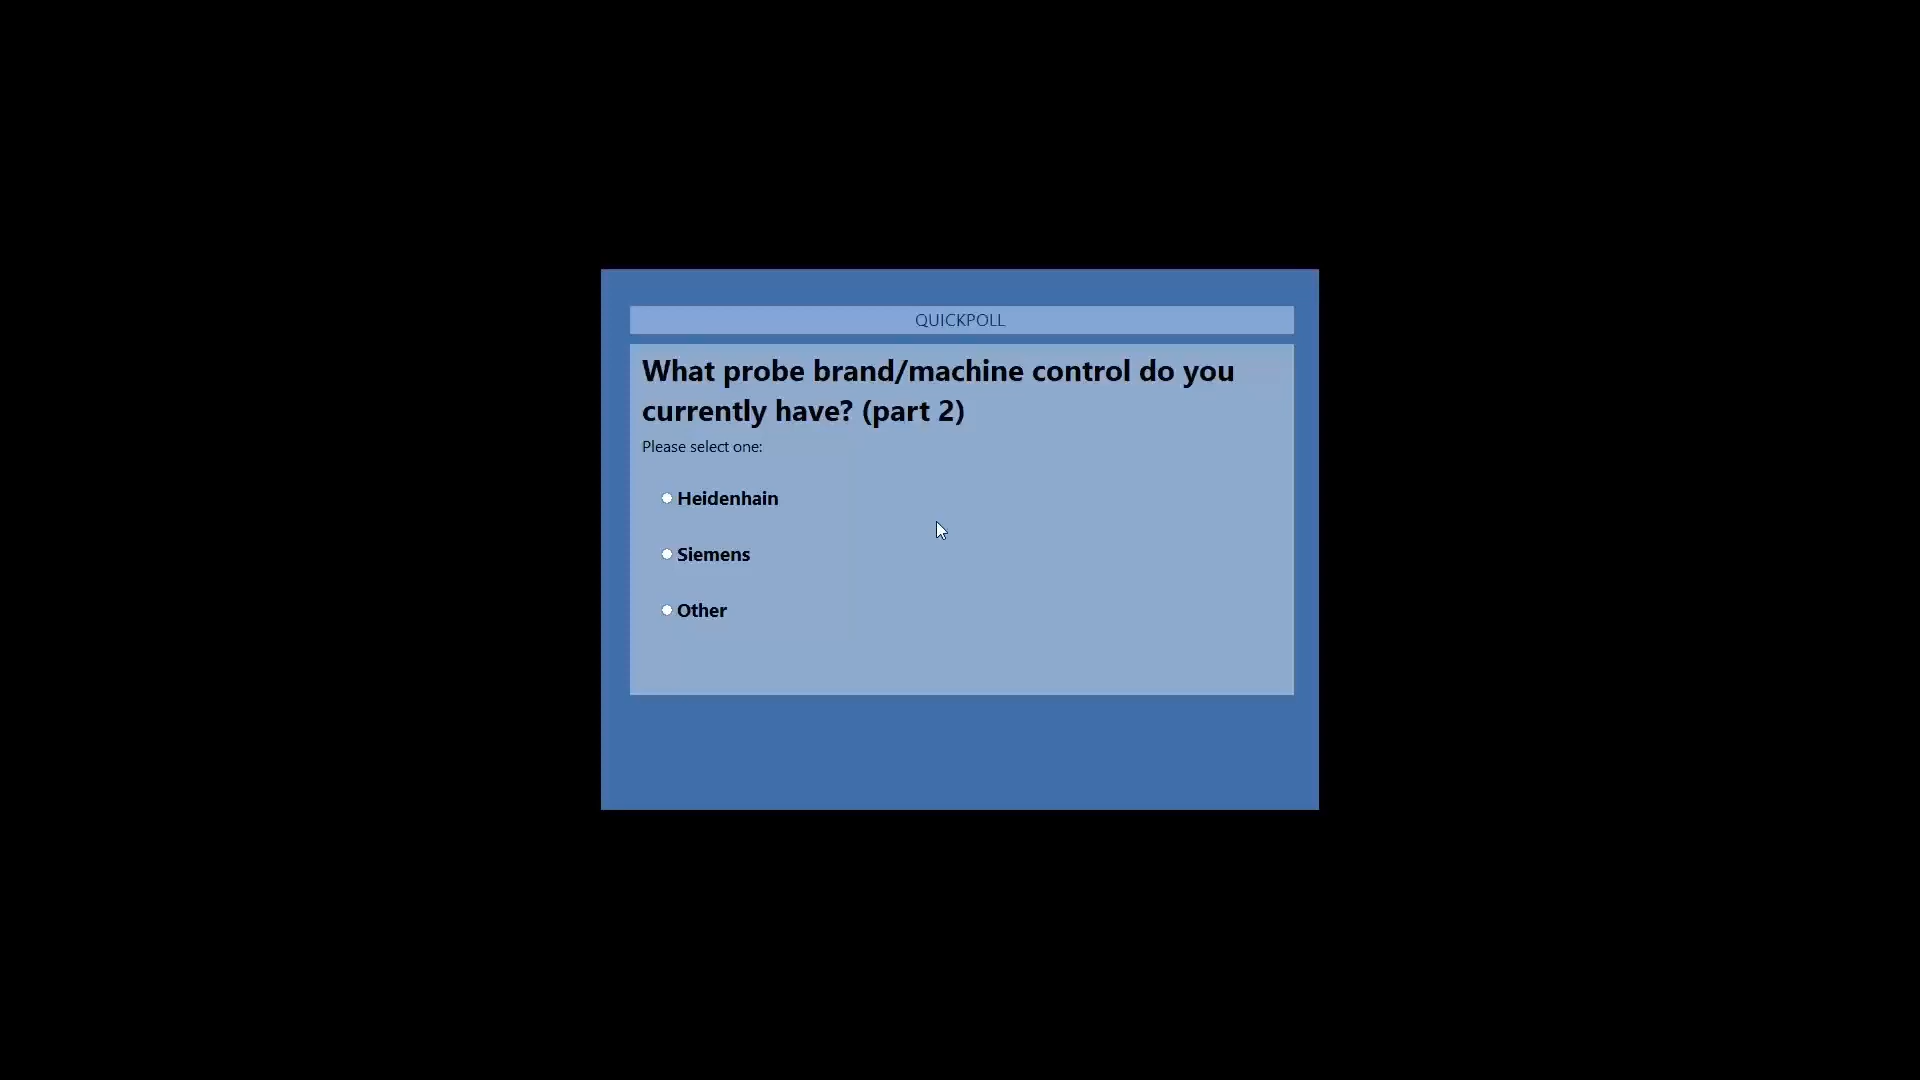 QUICKPOLL
What probe brand/machine control do you
currently have? (part 2)
Please select one:
Heidenhain
Siemens
Other